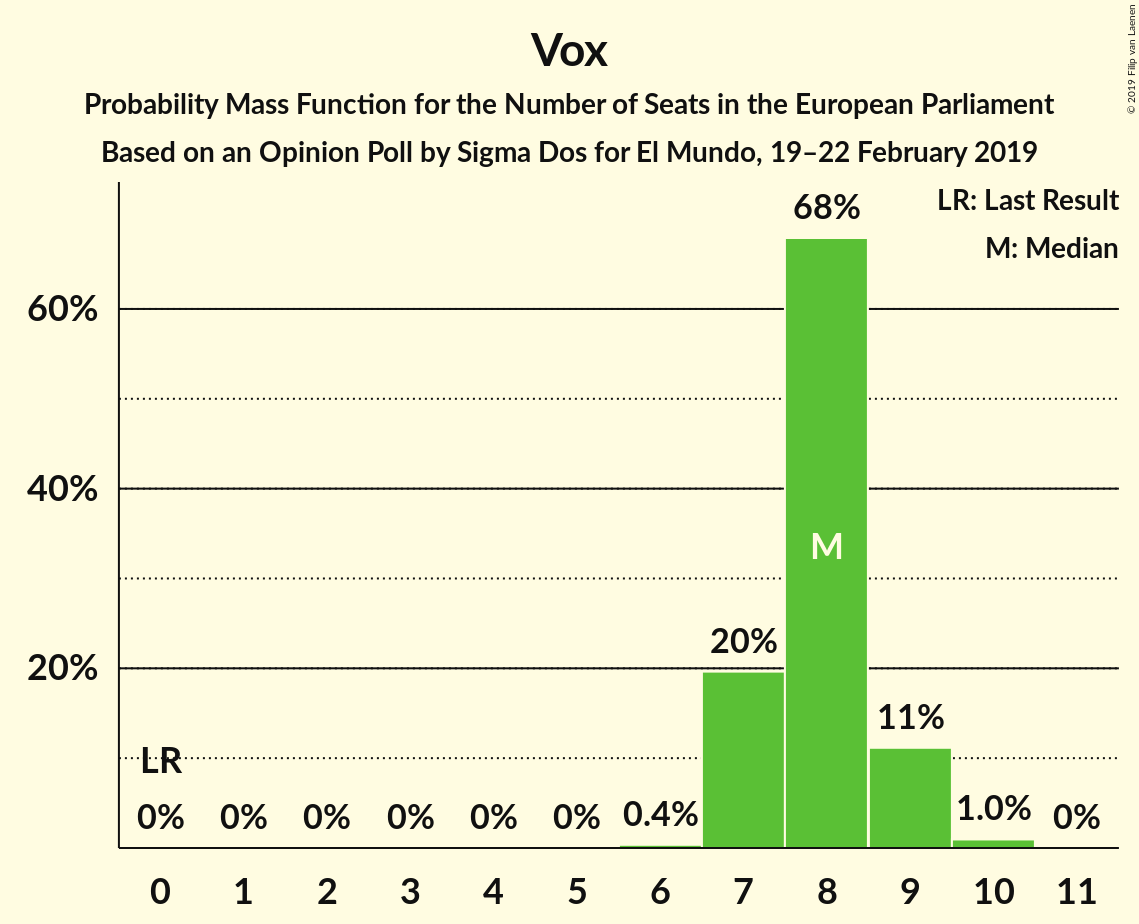 Vox
Probability Mass Function for the Number of Seats in the European Parliament
Based on an Opinion Poll by Sigma Dos for El Mundo, 19–22 February 2019
© 2019 Filip van Laenen
LR: Last Result
M: Median
68%
60%
40%
M
20%
20%
11%
LR
0% 0% 0% 0% 0% 0% 0.4% 1.0% 0%
0 1 2 3 4 5 6 7 8 9 10 11